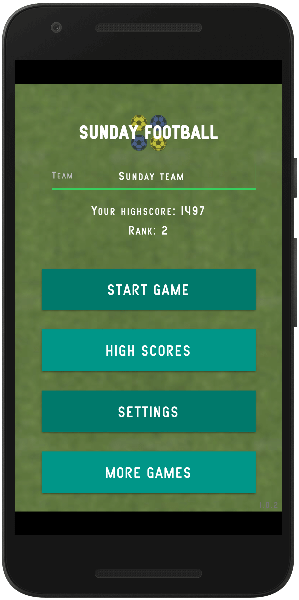 SUNDAY FOOTBALL
Team Sunday team
Your highscore: 1497
Rank: 2
START GAME
HIGH SCORES
SETTINGS
MORE GAMES